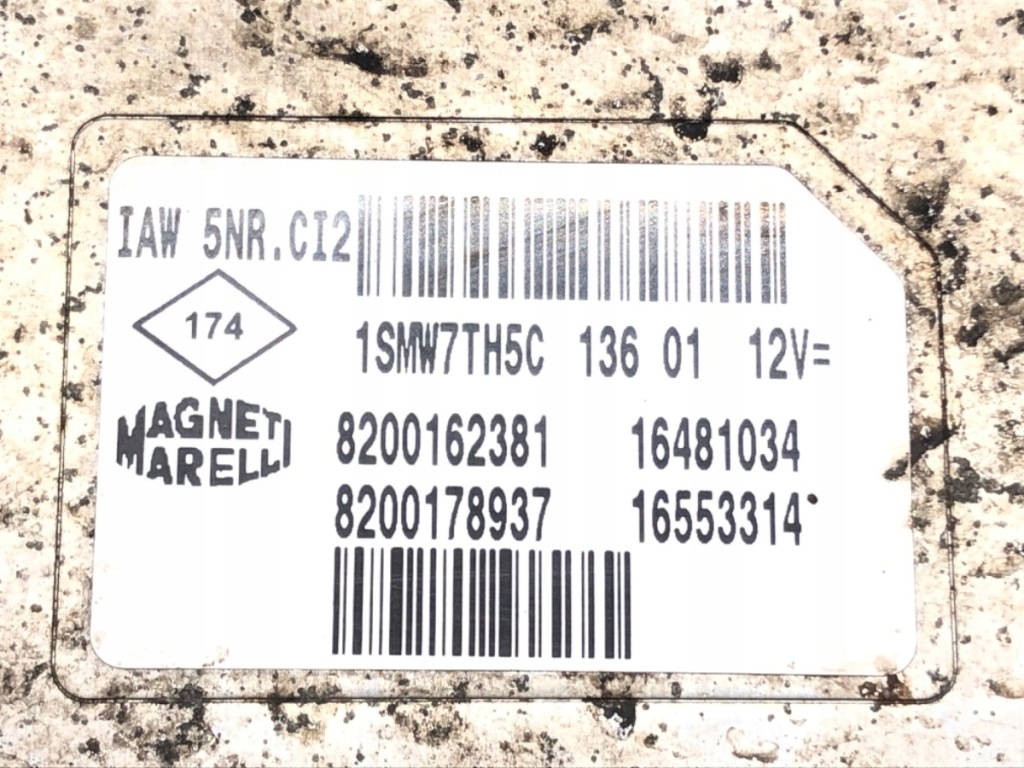 IAW 5NR.CI2
174
1SMW7TH5C 136 01 12V=
MAGNETI
MARELLI
8200162381 16481034
8200178937 16553314